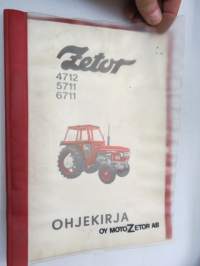 Zetor
4712
5711
6711
OHJEKIRJA
OY MOTOZETOR AB